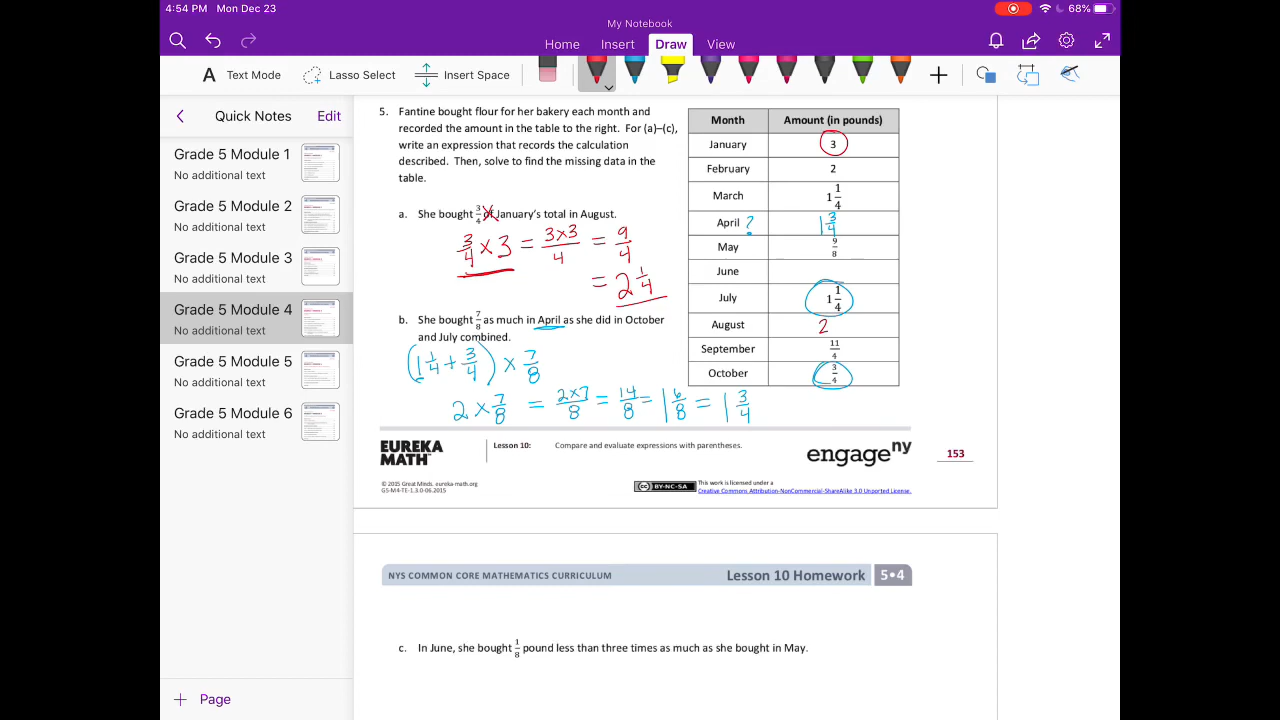 4:54 PM Mon Dec 23
68%
My Notebook
Home Insert Draw View
A Text Mode Lasso Select Insert Space
Quick Notes Edit
Grade 5 Module 1
No additional text
Grade 5 Module 2
No additional text
Grade 5 Module 3
No additional text
Grade 5 Module 4
No additional text
Grade 5 Module 5
No additional text
Grade 5 Module 6
No additional text
+ Page
5. Fantine bought flour for her bakery each month and
recorded the amount in the table to the right. For (a)–(c),
write an expression that records the calculation
described. Then solve to find the missing data in the
table.
a. She bought January's total in August.
3/4 × 3 = 3×3/4 = 9/4
= 2 1/4
b. She bought 7/8 as much in April as she did in October
and July combined.
(1 1/4 + 3/4) × 7/8
2 × 7/8 = 2×7/8 = 14/8 = 1 6/8 = 1 3/4
Month Amount (in pounds)
January 3
February 2
March 1 1/4
April ? 1 3/4
May 9/8
June
July 1 1/4
August 2
September 11/4
October 3/4
EUREKA
MATH™
Lesson 10: Compare and evaluate expressions with parentheses.
engage ny
153
© 2015 Great Minds. eureka-math.org
G5-M4-TE-1.3.0-06.2015
CC BY-NC-SA
This work is licensed under a
Creative Commons Attribution-NonCommercial-ShareAlike 3.0 Unported License.
NYS COMMON CORE MATHEMATICS CURRICULUM Lesson 10 Homework 5•4
c. In June, she bought 1/8 pound less than three times as much as she bought in May.